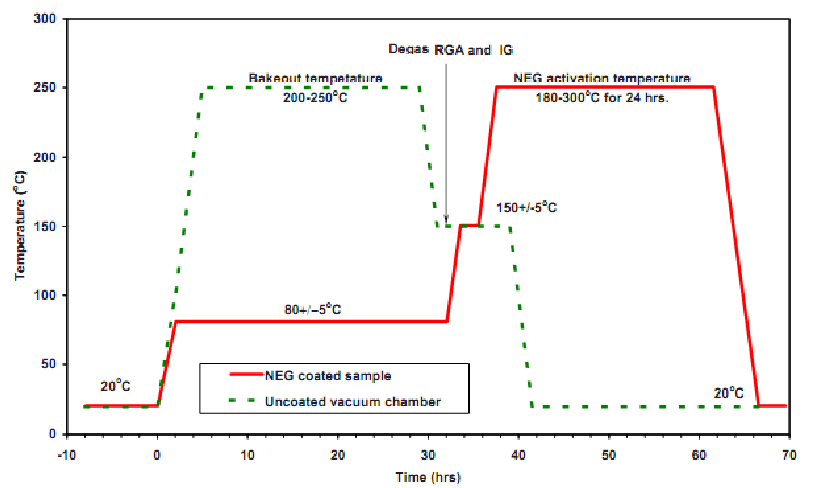 300
250
200
150
100
50
0
-10
0
10
20
30
40
50
60
70
Temperature (°C)
Time (hrs)
Degas RGA and IG
Bakeout tempetature
200-250°C
NEG activation temperature
180-300°C for 24 hrs.
150+/-5°C
80+/–5°C
20°C
20°C
NEG coated sample
Uncoated vacuum chamber